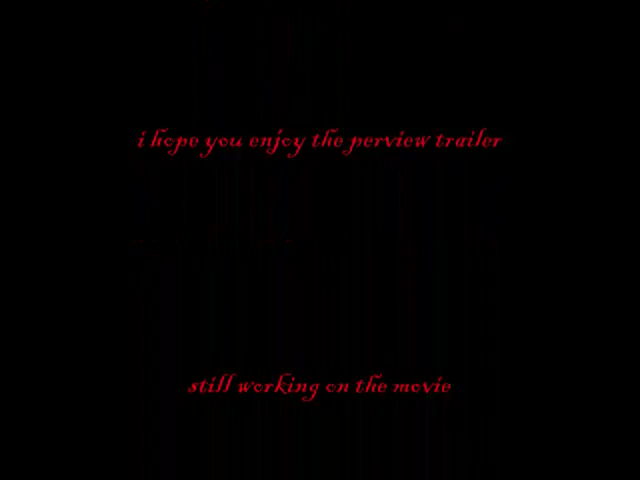 i hope you enjoy the perview trailer
still working on the movie